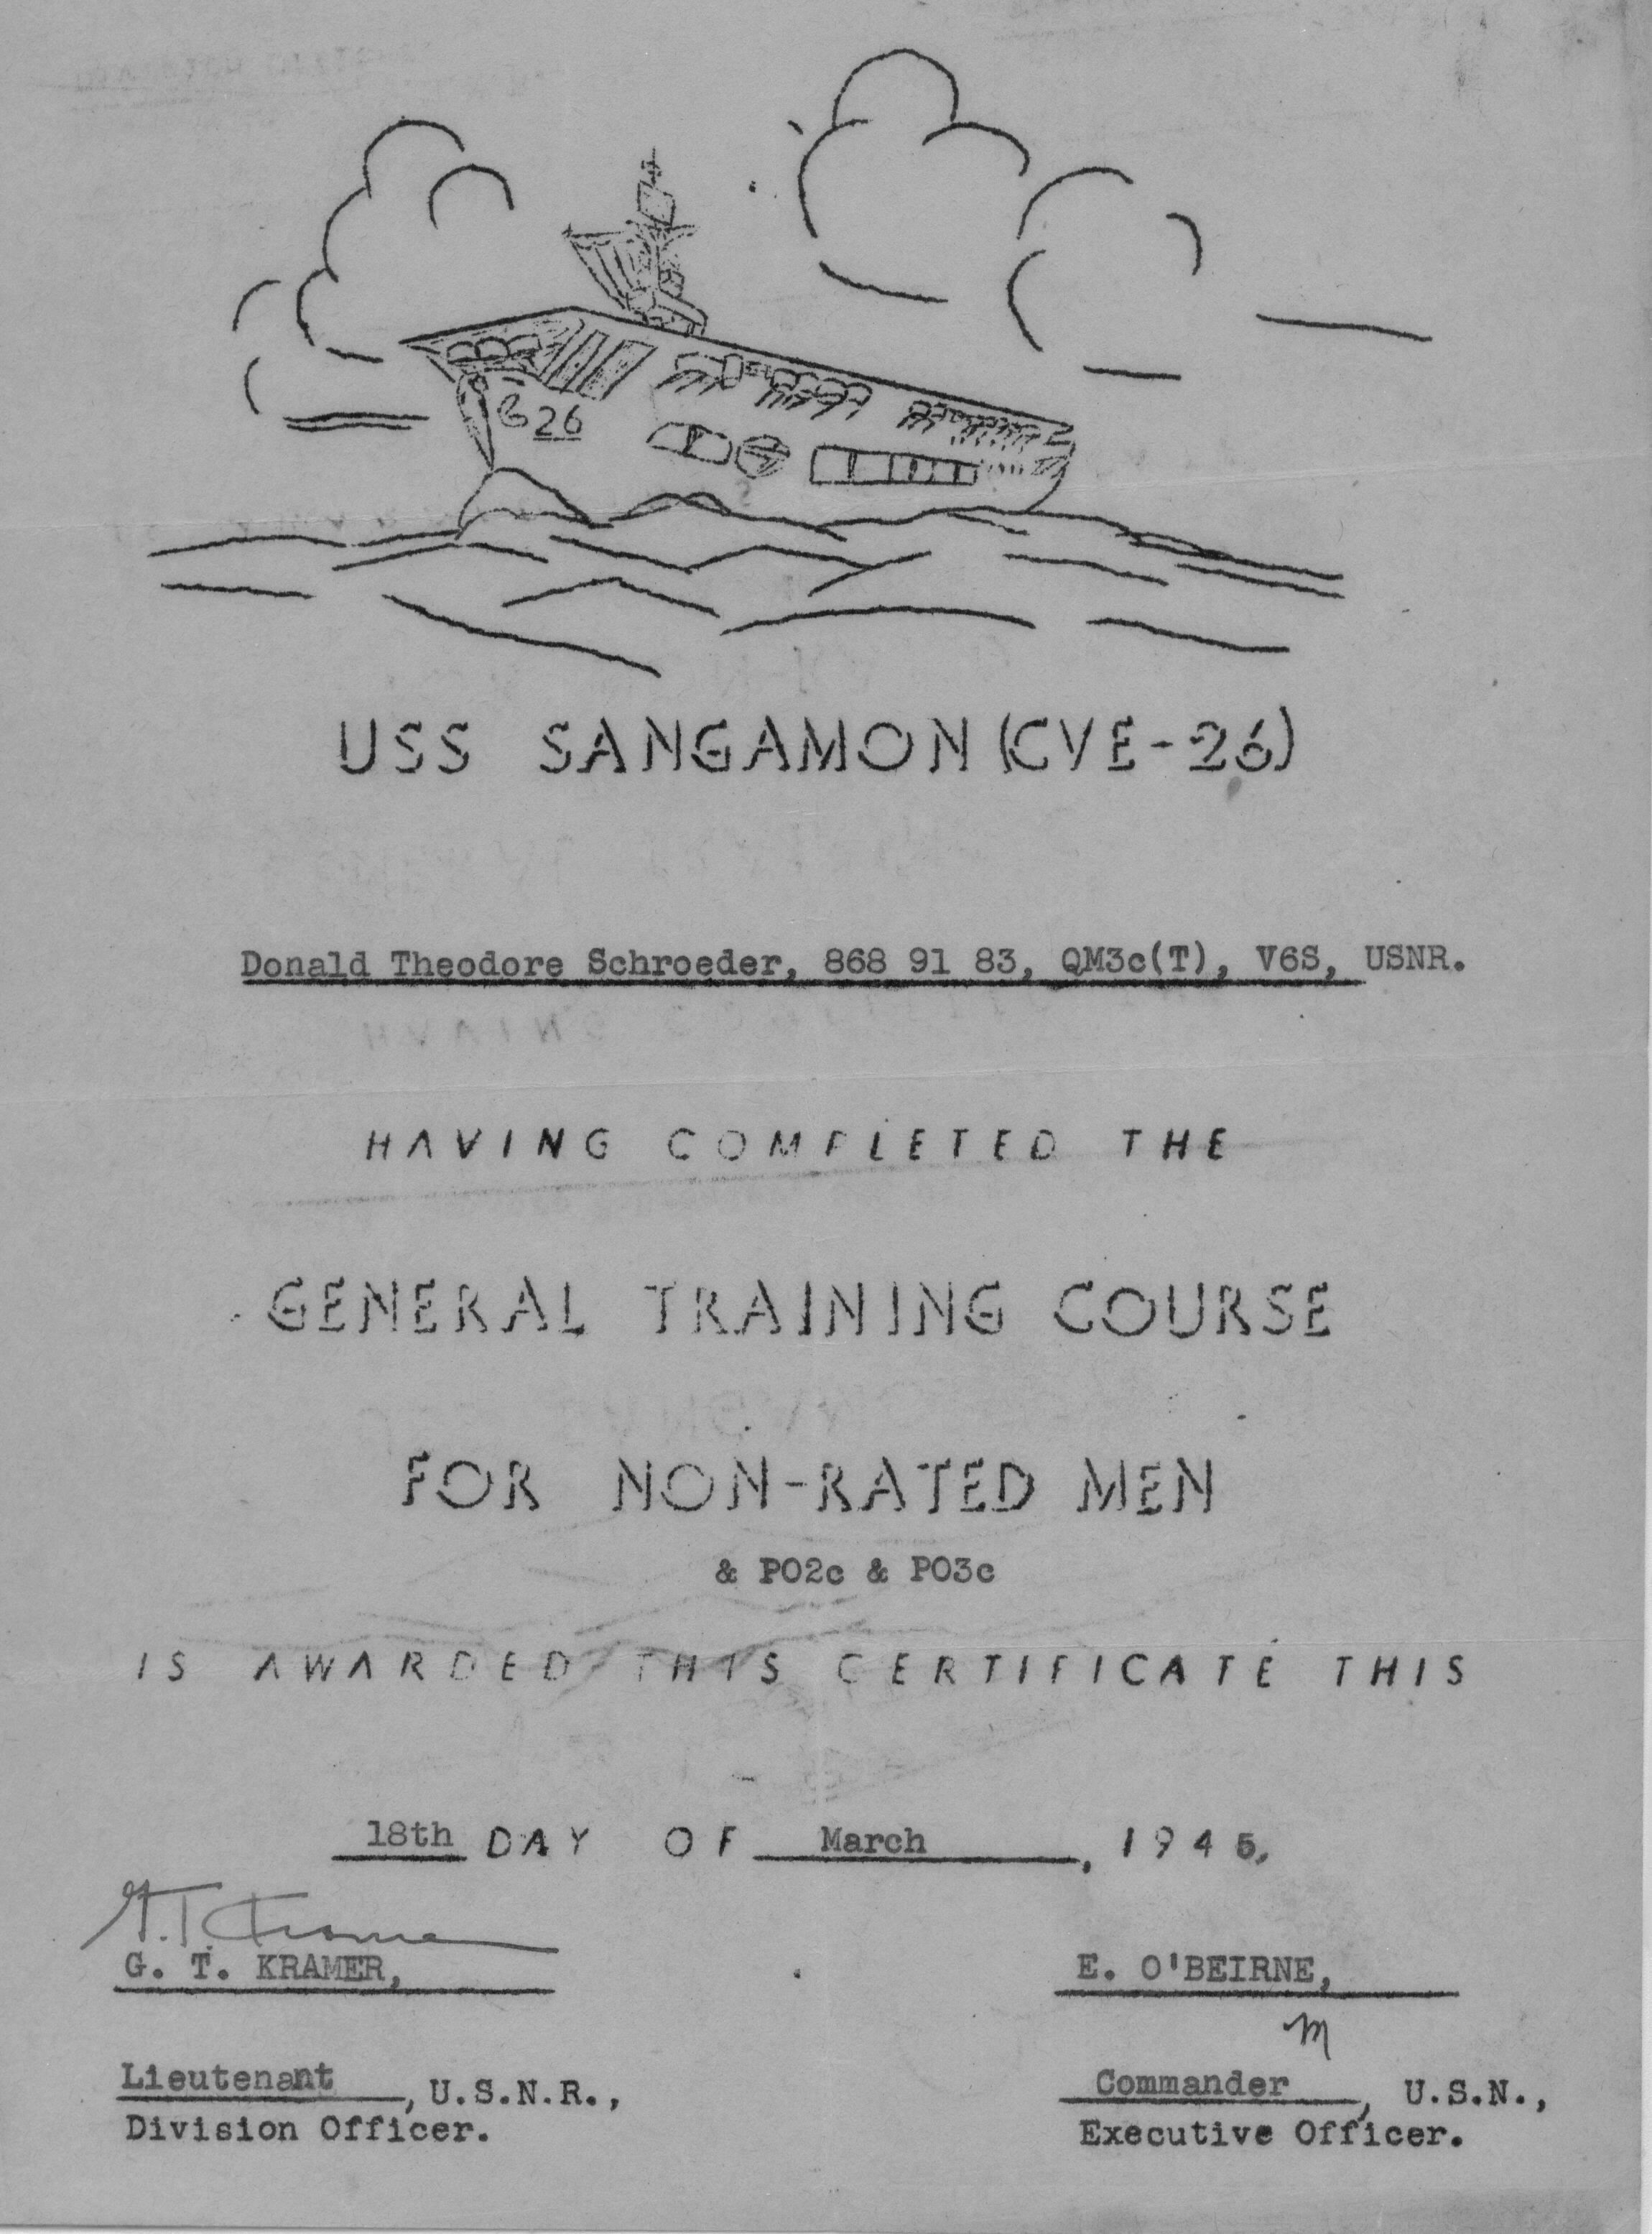 26
USS SANGAMON (CVE-26)
Donald Theodore Schroeder, 868 91 83, QM3c(T), V6S, USNR.
HAVING COMPLETED THE
GENERAL TRAINING COURSE
FOR NON-RATED MEN
& PO2c & PO3c
IS AWARDED THIS CERTIFICATE THIS
18th DAY OF March, 1945,
G.T. Kramer
G. T. KRAMER,
E. O'BEIRNE,
Lieutenant, U.S.N.R.,
Commander, U.S.N.,
Division Officer.
Executive Officer.